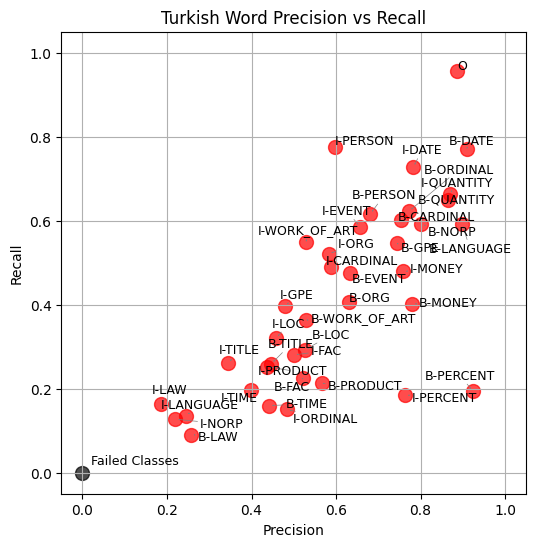 Turkish Word Precision vs Recall
1.0
O
0.8
I-PERSON
B-DATE
I-DATE
B-ORDINAL
I-QUANTITY
B-PERSON
B-QUANTITY
0.6
I-EVENT
B-CARDINAL
I-WORK_OF_ART
B-NORP
I-ORG
B-GPE
B-LANGUAGE
I-CARDINAL
I-MONEY
B-EVENT
0.4
I-GPE
B-ORG
B-MONEY
I-LOC
B-WORK_OF_ART
B-LOC
I-TITLE
B-TITLE
I-FAC
I-PRODUCT
B-PERCENT
0.2
I-LAW
B-FAC
B-PRODUCT
I-TIME
I-PERCENT
I-LANGUAGE
B-TIME
I-NORP
I-ORDINAL
B-LAW
Failed Classes
0.0
0.0 0.2 0.4 0.6 0.8 1.0
Precision
Recall